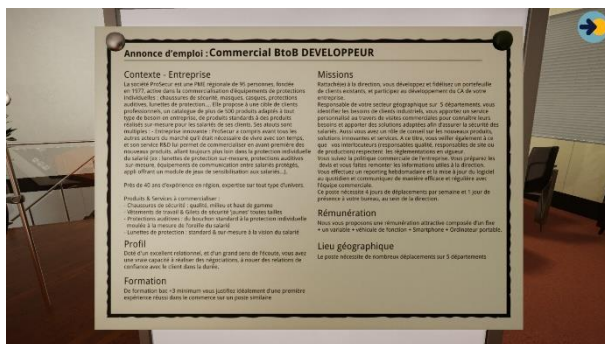 Annonce d'emploi : Commercial BtoB DEVELOPPEUR
Contexte - Entreprise
La société ProSecur est une PME régionale de 95 personnes, fondée
en 1977, active dans la commercialisation d'équipements de protections
individuelles : chaussures de sécurité, masques, casques, protections
auditives, lunettes de protection... Elle propose à une cible de clients
professionnels, un catalogue de plus de 500 produits adaptés à tout
type de besoin en entreprise, de produits standards à des produits
réalisés sur-mesure pour les salariés de ses clients. Ses atouts sont
multiples : - Entreprise innovante : ProSecur a compris avant tous les
autres acteurs du marché qu'il était nécessaire de vivre avec son temps,
et son service R&D lui permet de commercialiser en avant première des
nouveaux produits, allant toujours plus loin dans la protection individuelle
du salarié (ex : lunettes de protection sur-mesure, protections auditives
sur mesure, équipements de communication entre salariés protégés,
appli offrant un module de jeux de sensibilisation aux salariés...).
Près de 40 ans d'expérience en région, expertise sur tout type d'univers.
Produits & Services à commercialiser :
- Chaussures de sécurité : qualité, milieu et haut de gamme
- Vêtements de travail & Gilets de sécurité "jaunes" toutes tailles
- Protections auditives : du bouchon standard à la protection individuelle
moulée à la mesure de l'oreille du salarié
- Lunettes de protection : standard & sur-mesure à la vision du salarié
Profil
Doté d'un excellent relationnel, et d'un grand sens de l'écoute, vous avez
une vraie capacité à réaliser des négociations, à nouer des relations de
confiance avec le client dans la durée.
Formation
De formation bac +3 minimum vous justifiez idéalement d'une première
expérience réussi dans le commerce sur un poste similaire
Missions
Rattaché(e) à la direction, vous développez et fidélisez un portefeuille
de clients existants, et participez au développement du CA de votre
entreprise.
Responsable de votre secteur géographique sur 5 départements, vous
identifiez les besoins de clients industriels, vous apportez un service
personnalisé au travers de visites commerciales pour connaître leurs
besoins et apporter des solutions adaptées afin d'assurer la sécurité des
salariés. Aussi vous avez un rôle de conseil sur les nouveaux produits,
solutions innovantes et services. A ce titre, vous veillez également à ce
que vos interlocuteurs (responsables qualité, responsables de site ou
de production) respectent les réglementations en vigueur.
Vous suivez la politique commerciale de l'entreprise. Vous préparez les
devis et vous faites remonter les informations utiles à la direction.
Vous effectuez un reporting hebdomadaire et la mise à jour du logiciel
au quotidien et communiquez de manière efficace et régulière avec
l'équipe commerciale.
Ce poste nécessite 4 jours de déplacements par semaine et 1 jour de
présence à votre bureau, au sein de la direction.
Rémunération
Nous vous proposons une rémunération attractive composée d'un fixe
+ un variable + véhicule de fonction + Smartphone + Ordinateur portable.
Lieu géographique
Le poste nécessite de nombreux déplacements sur 5 départements